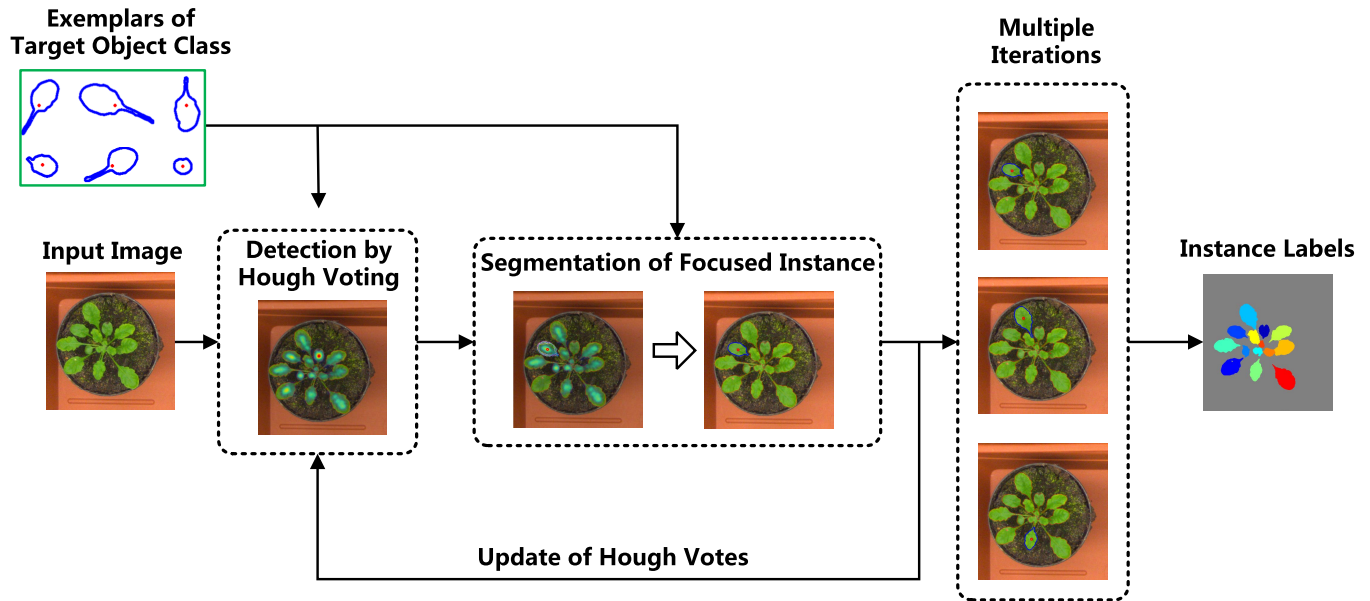 Exemplars of
Target Object Class
Multiple
Iterations
Input Image
Detection by
Hough Voting
Segmentation of Focused Instance
Instance Labels
Update of Hough Votes